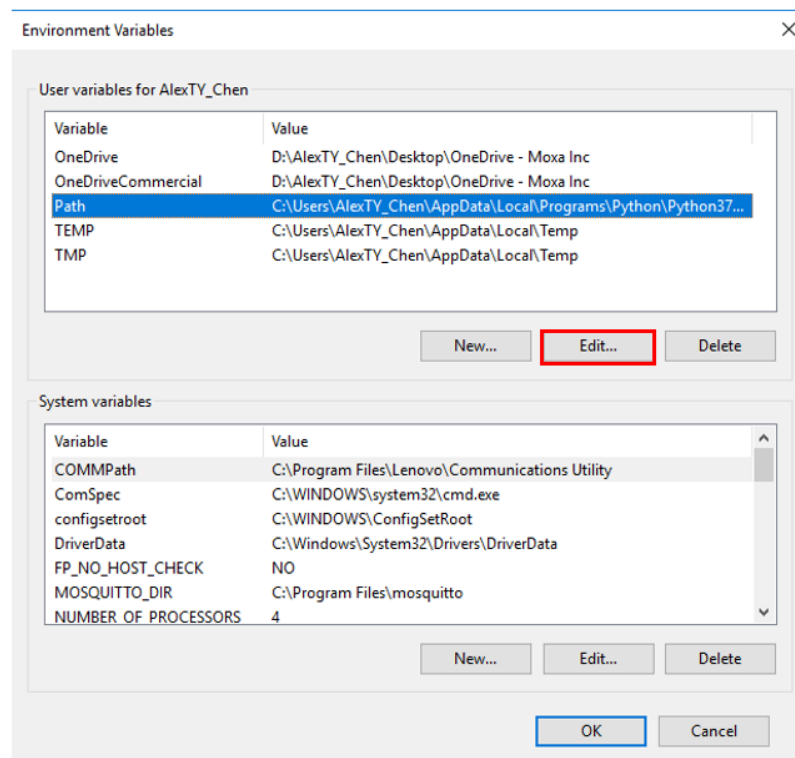 Environment Variables
User variables for AlexTY_Chen
Variable Value
OneDrive D:\AlexTY_Chen\Desktop\OneDrive - Moxa Inc
OneDriveCommercial D:\AlexTY_Chen\Desktop\OneDrive - Moxa Inc
Path C:\Users\AlexTY_Chen\AppData\Local\Programs\Python\Python37...
TEMP C:\Users\AlexTY_Chen\AppData\Local\Temp
TMP C:\Users\AlexTY_Chen\AppData\Local\Temp
New... Edit... Delete
System variables
Variable Value
COMMPath C:\Program Files\Lenovo\Communications Utility
ComSpec C:\WINDOWS\system32\cmd.exe
configsetroot C:\WINDOWS\ConfigSetRoot
DriverData C:\Windows\System32\Drivers\DriverData
FP_NO_HOST_CHECK NO
MOSQUITTO_DIR C:\Program Files\mosquitto
NUMBER OF PROCESSORS 4
New... Edit... Delete
OK Cancel